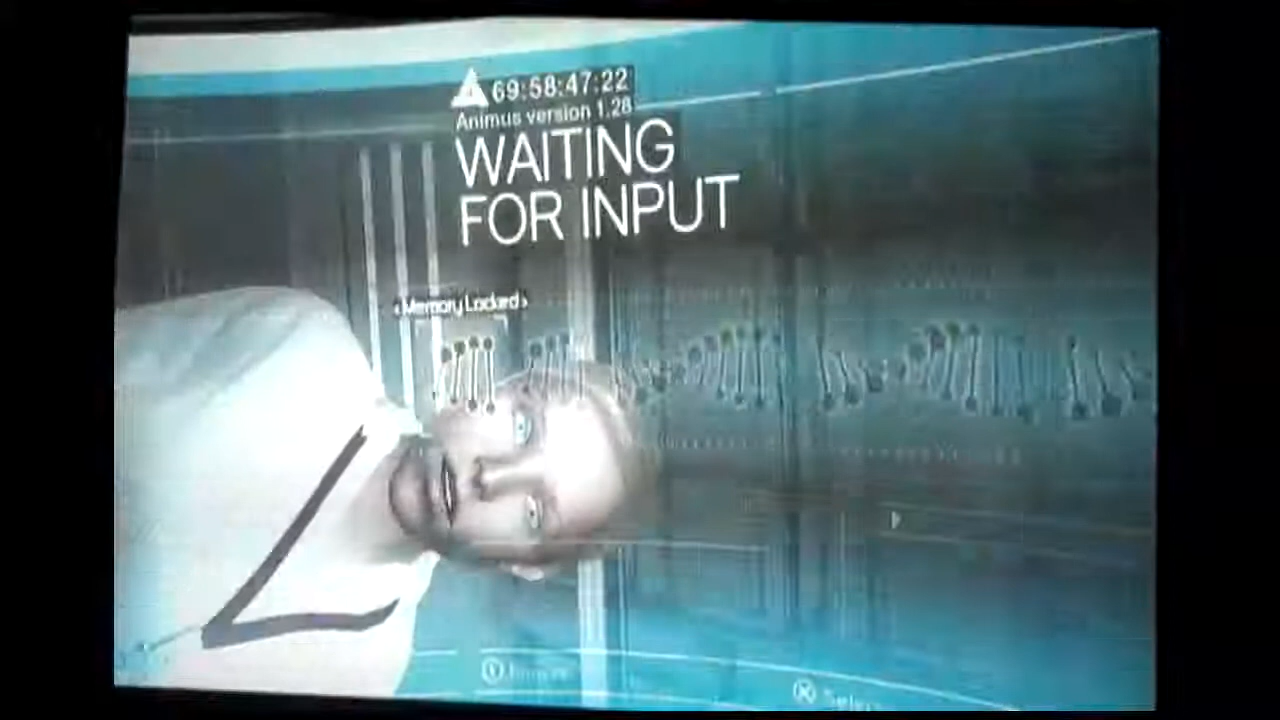 69:58:47:22
Animus version 1.28
WAITING
FOR INPUT
‹ Memory Locked ›